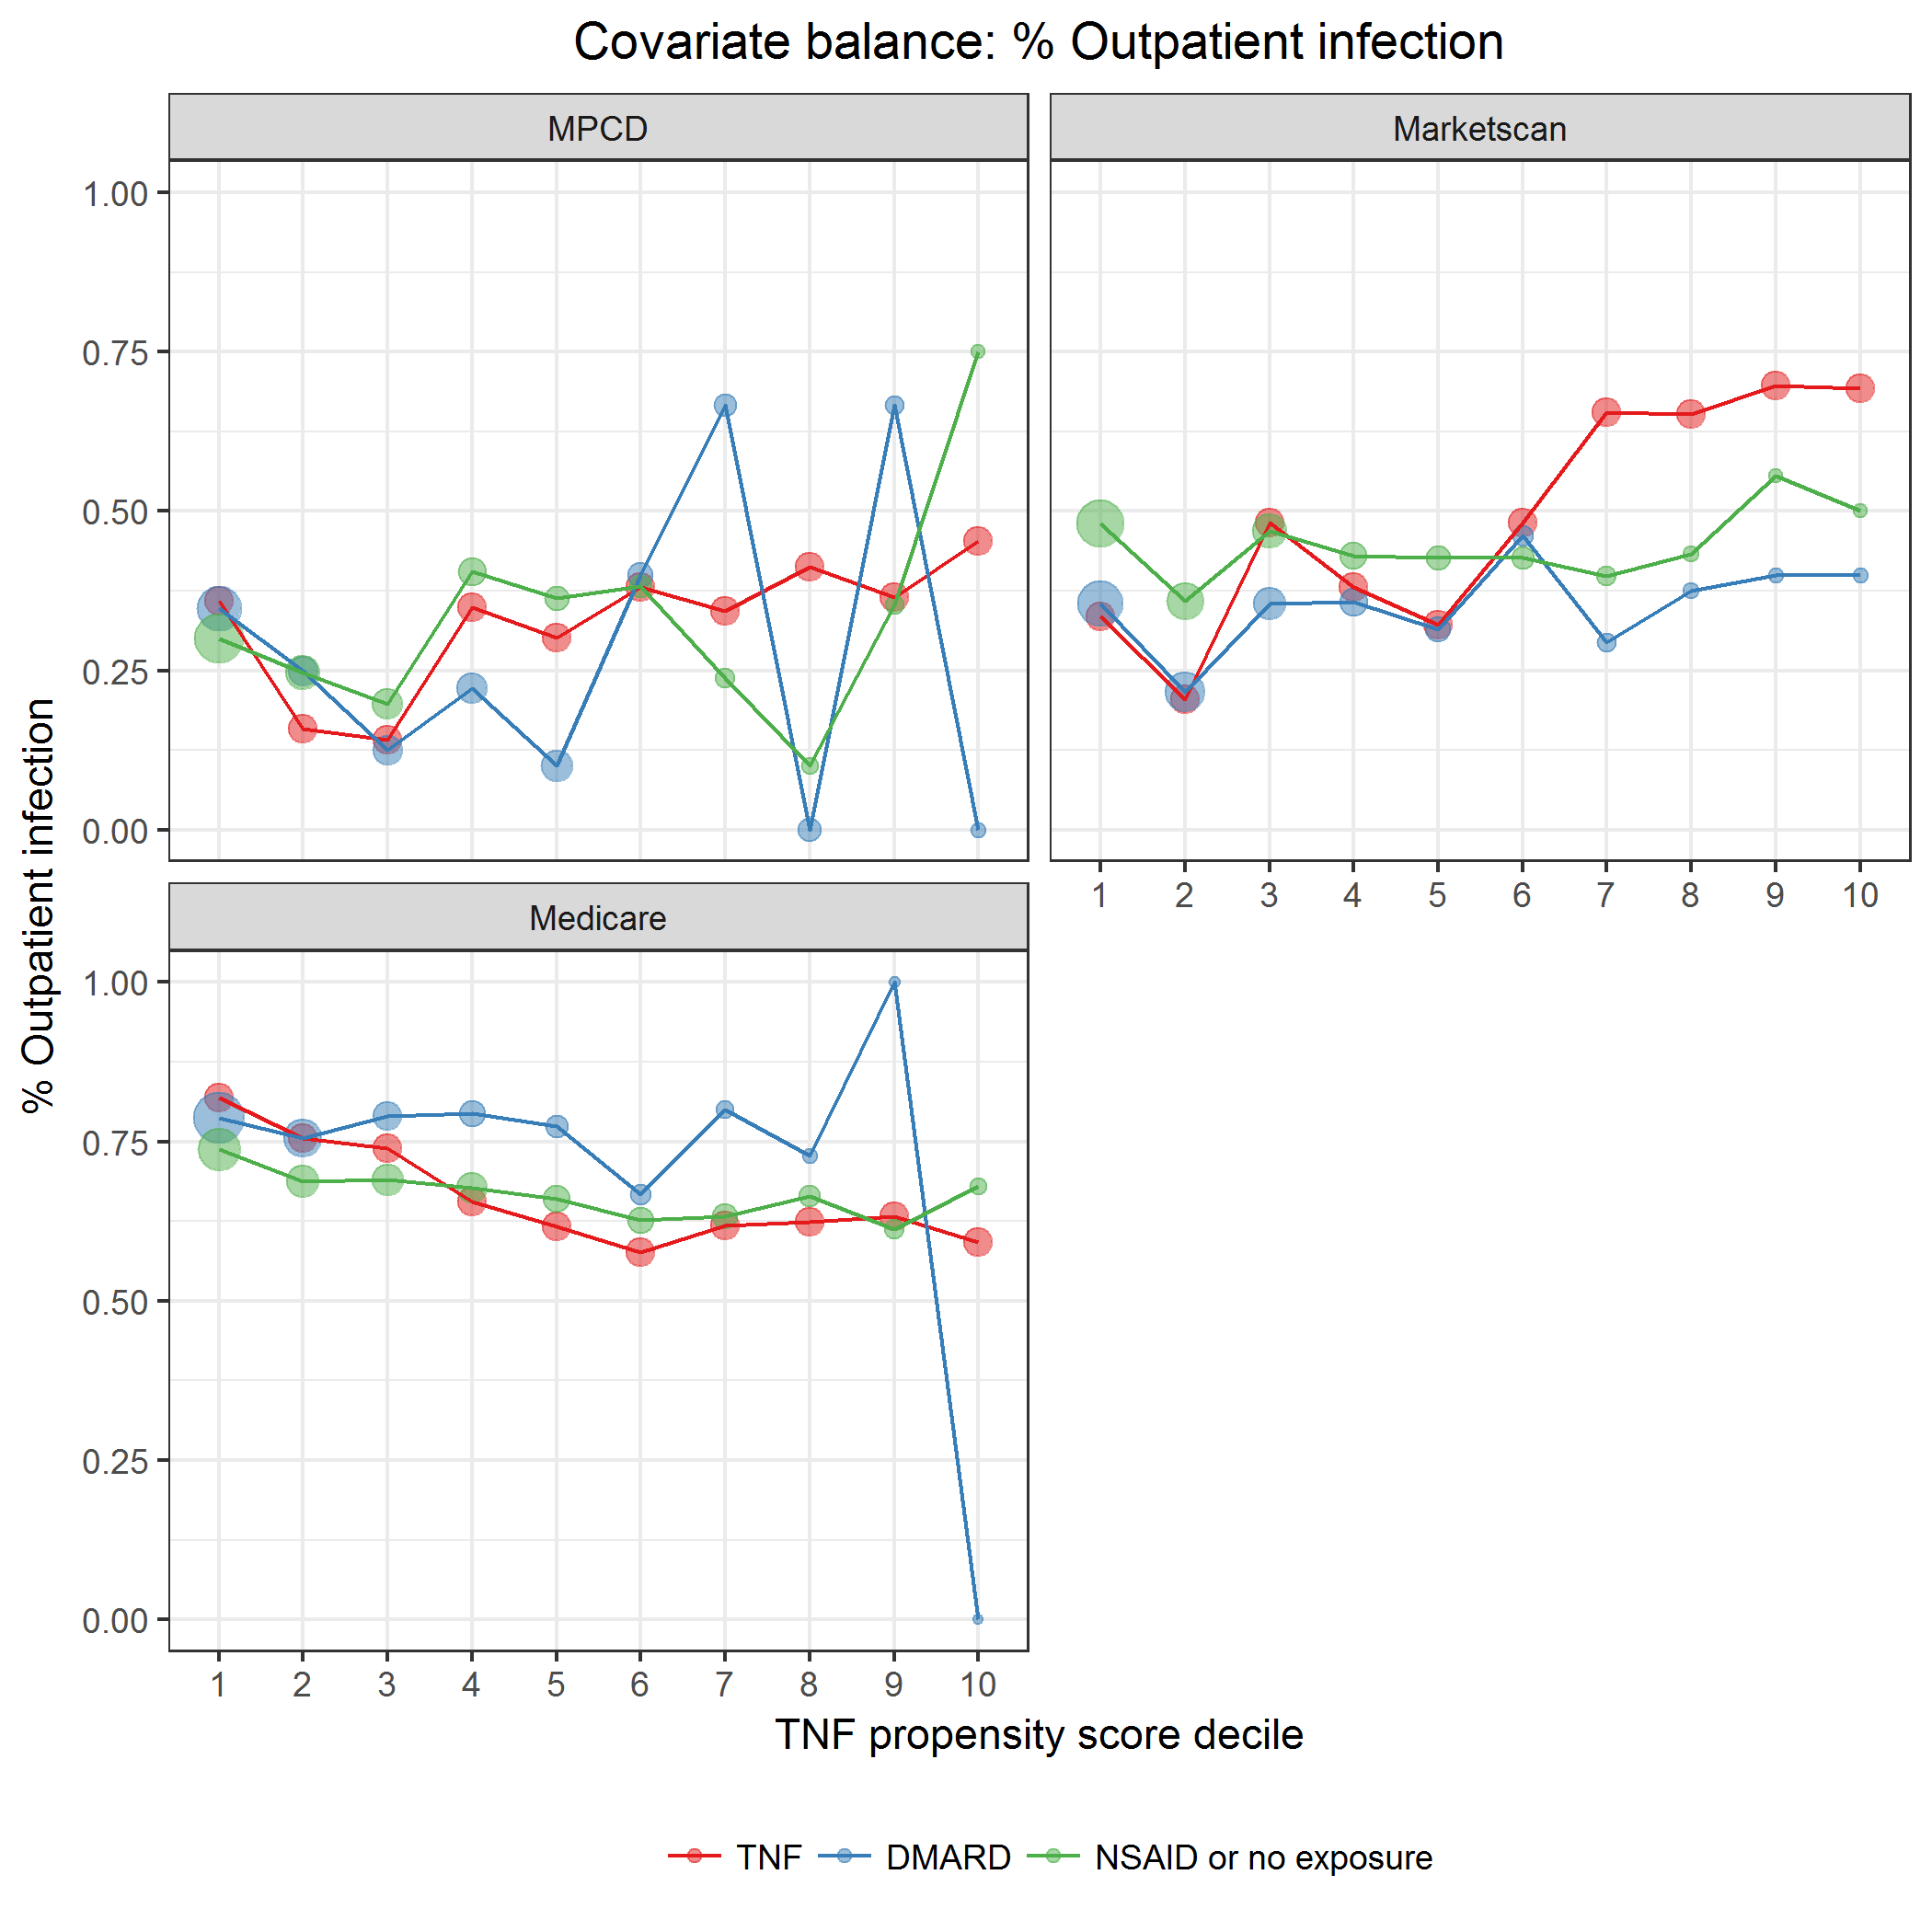 Covariate balance: % Outpatient infection
MPCD
Marketscan
1.00
0.75
0.50
0.25
0.00
1 2 3 4 5 6 7 8 9 10
Medicare
1.00
0.75
0.50
0.25
0.00
1 2 3 4 5 6 7 8 9 10
% Outpatient infection
TNF propensity score decile
TNF DMARD NSAID or no exposure